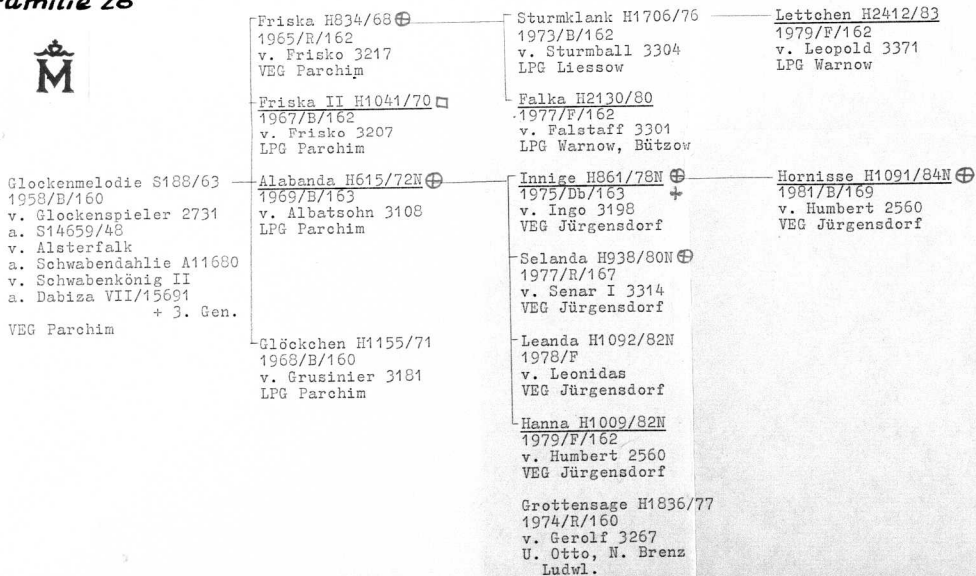 Familie 28
M
Glockenmelodie S188/63
1958/B/160
v. Glockenspieler 2731
a. S14659/48
v. Alsterfalk
a. Schwabendahlie A11680
v. Schwabenkönig II
a. Dabiza VII/15691
+ 3. Gen.
VEG Parchim
Friska H834/68
1965/R/162
v. Frisko 3217
VEG Parchim
Friska II H1041/70
1967/B/162
v. Frisko 3207
LPG Parchim
Alabanda H615/72N
1969/B/163
v. Albatsohn 3108
LPG Parchim
Glöckchen H1155/71
1968/B/160
v. Grusinier 3181
LPG Parchim
Sturmklank H1706/76
1973/B/162
v. Sturmball 3304
LPG Liessow
Falka H2130/80
1977/F/162
v. Falstaff 3301
LPG Warnow, Bützow
Innige H861/78N
1975/Db/163
v. Ingo 3198
VEG Jürgensdorf
Selanda H938/80N
1977/R/167
v. Senar I 3314
VEG Jürgensdorf
Leanda H1092/82N
1978/F
v. Leonidas
VEG Jürgensdorf
Hanna H1009/82N
1979/F/162
v. Humbert 2560
VEG Jürgensdorf
Grottensage H1836/77
1974/R/160
v. Gerolf 3267
U. Otto, N. Brenz
Ludwl.
Lettchen H2412/83
1979/F/162
v. Leopold 3371
LPG Warnow
Hornisse H1091/84N
1981/B/169
v. Humbert 2560
VEG Jürgensdorf